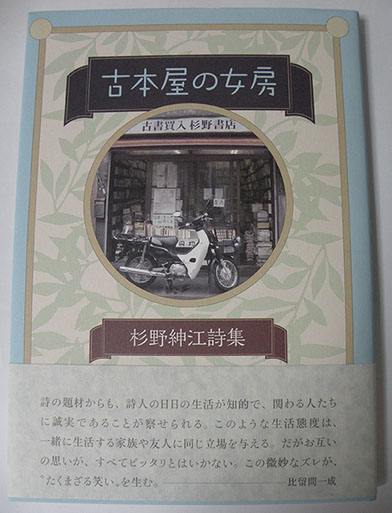 古本屋の女房
古書買入 杉野書店
杉野紳江詩集
詩の題材からも、詩人の日日の生活が知的で、関わる人たち
に誠実であることが察せられる。このような生活態度は、
一緒に生活する家族や友人に同じ立場を与える。だがお互い
の思いが、すべてピッタリとはいかない。この微妙なズレが、
〝たくまざる笑い〟を生む。――――比留間一成